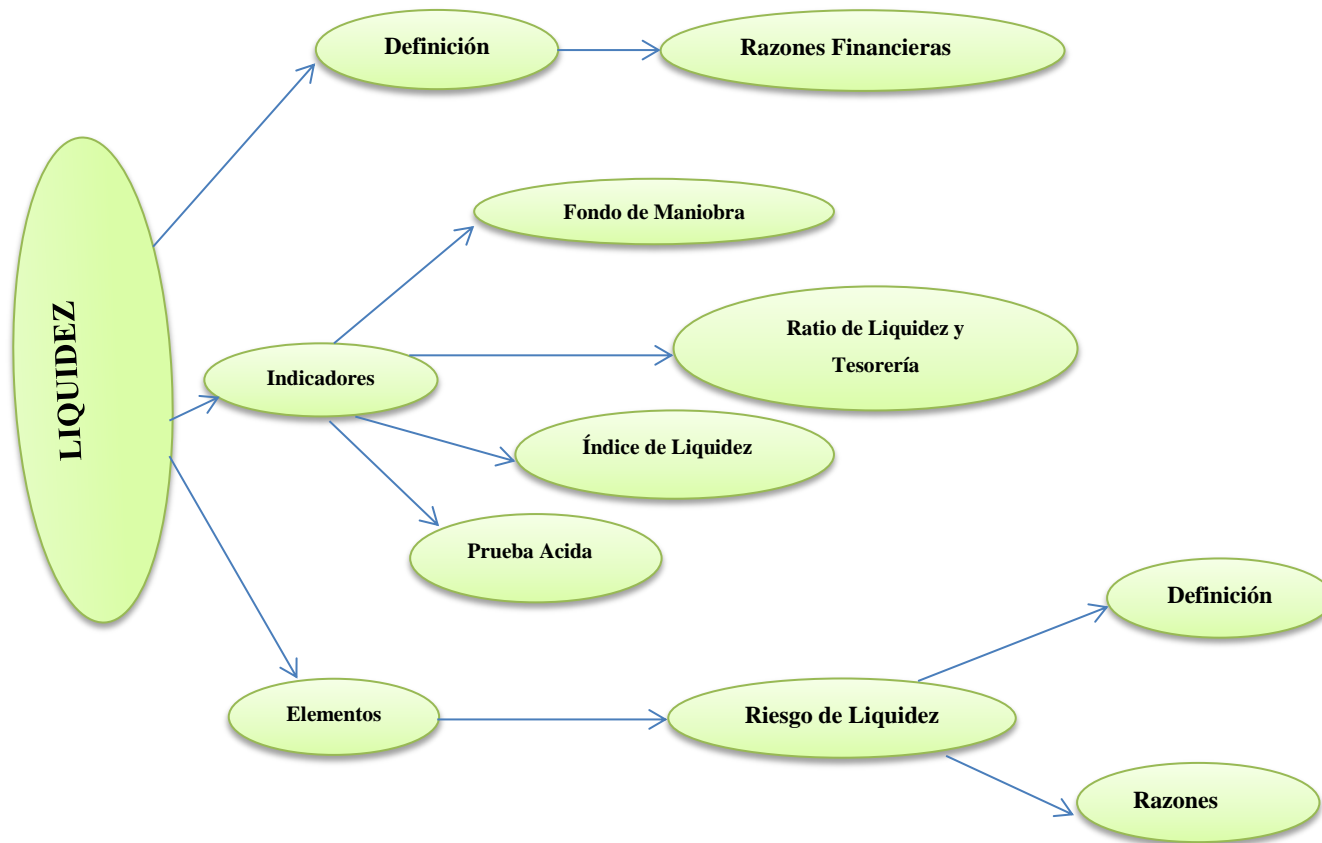 Definición
Razones Financieras
LIQUIDEZ
Fondo de Maniobra
Indicadores
Ratio de Liquidez y
Tesorería
Índice de Liquidez
Prueba Acida
Elementos
Riesgo de Liquidez
Definición
Razones